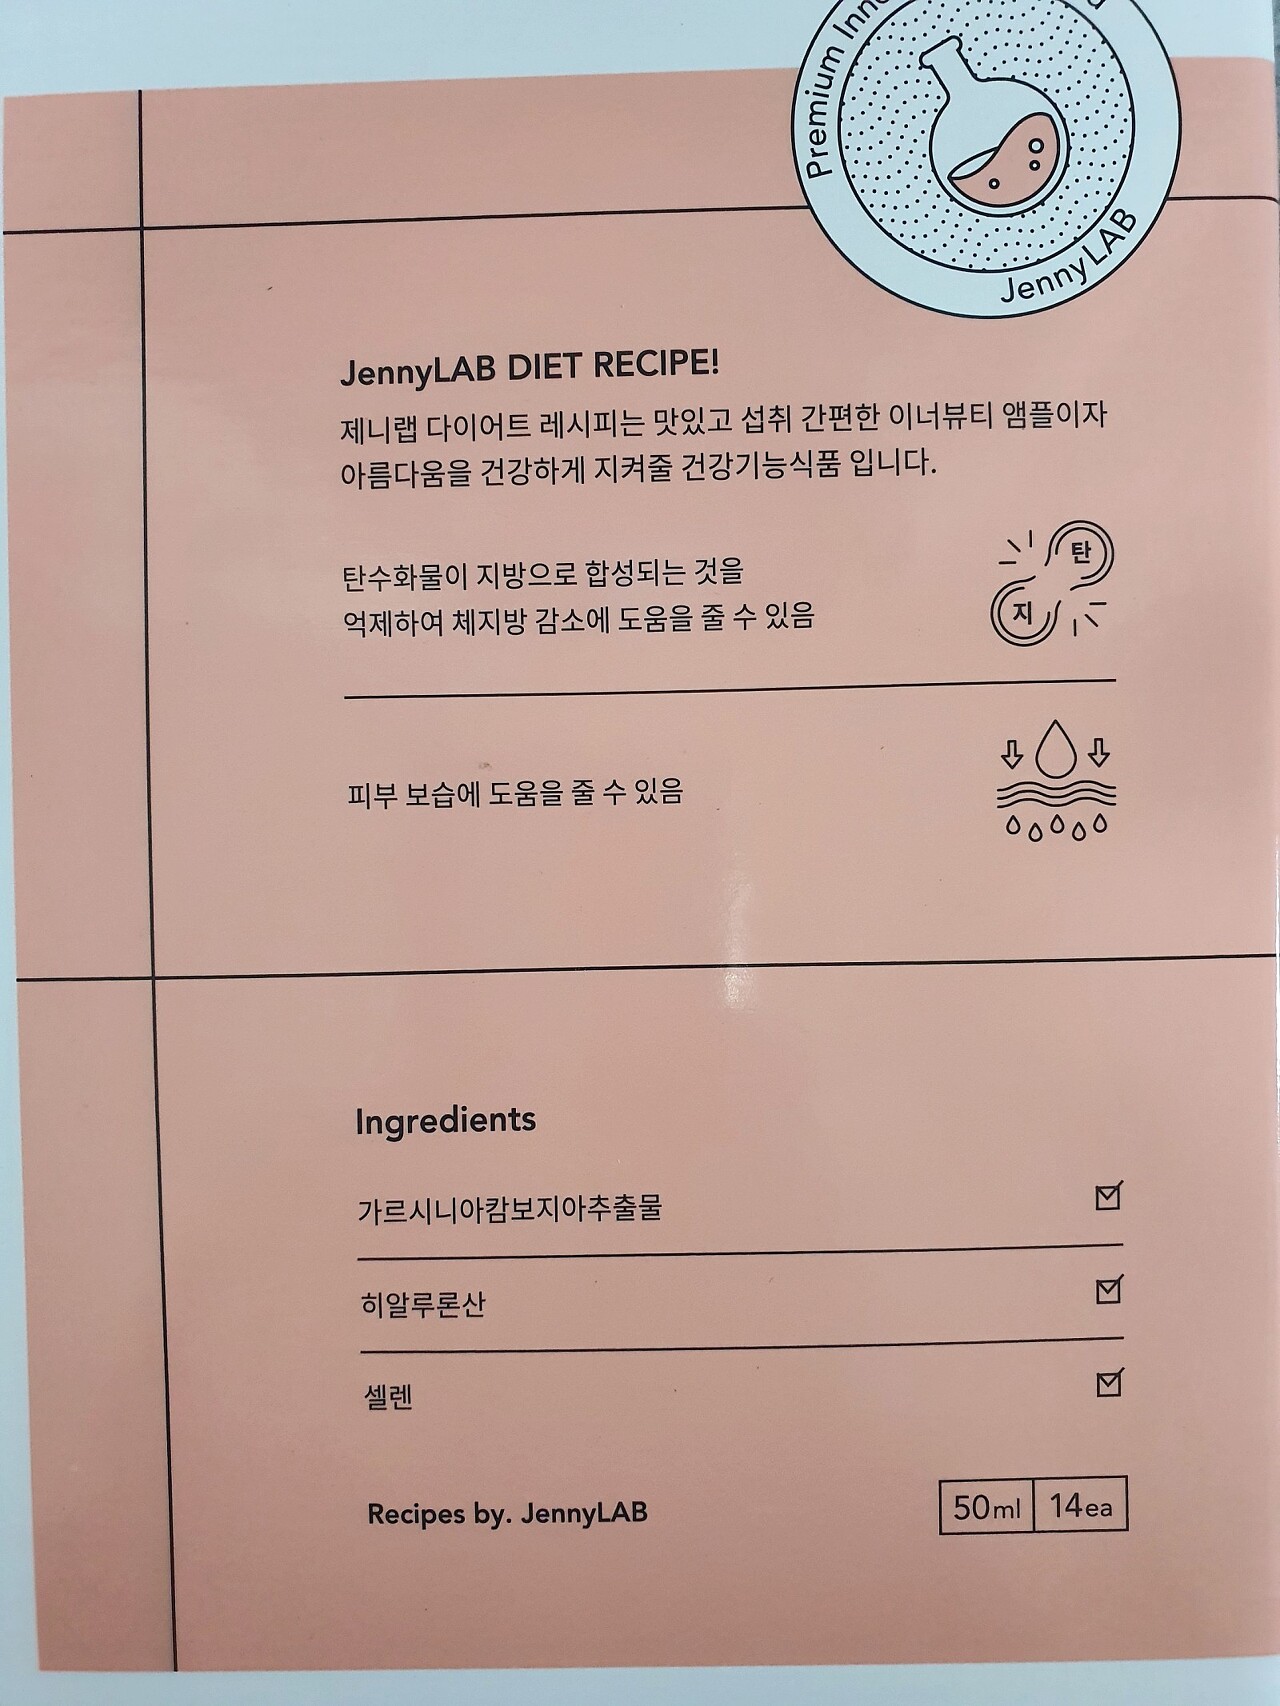 Premium
JennyLAB
JennyLAB DIET RECIPE!
제니랩 다이어트 레시피는 맛있고 섭취 간편한 이너뷰티 앰플이자
아름다움을 건강하게 지켜줄 건강기능식품 입니다.
탄수화물이 지방으로 합성되는 것을
억제하여 체지방 감소에 도움을 줄 수 있음
탄
지
피부 보습에 도움을 줄 수 있음
Ingredients
가르시니아캄보지아추출물
히알루론산
셀렌
Recipes by. JennyLAB
50ml 14ea